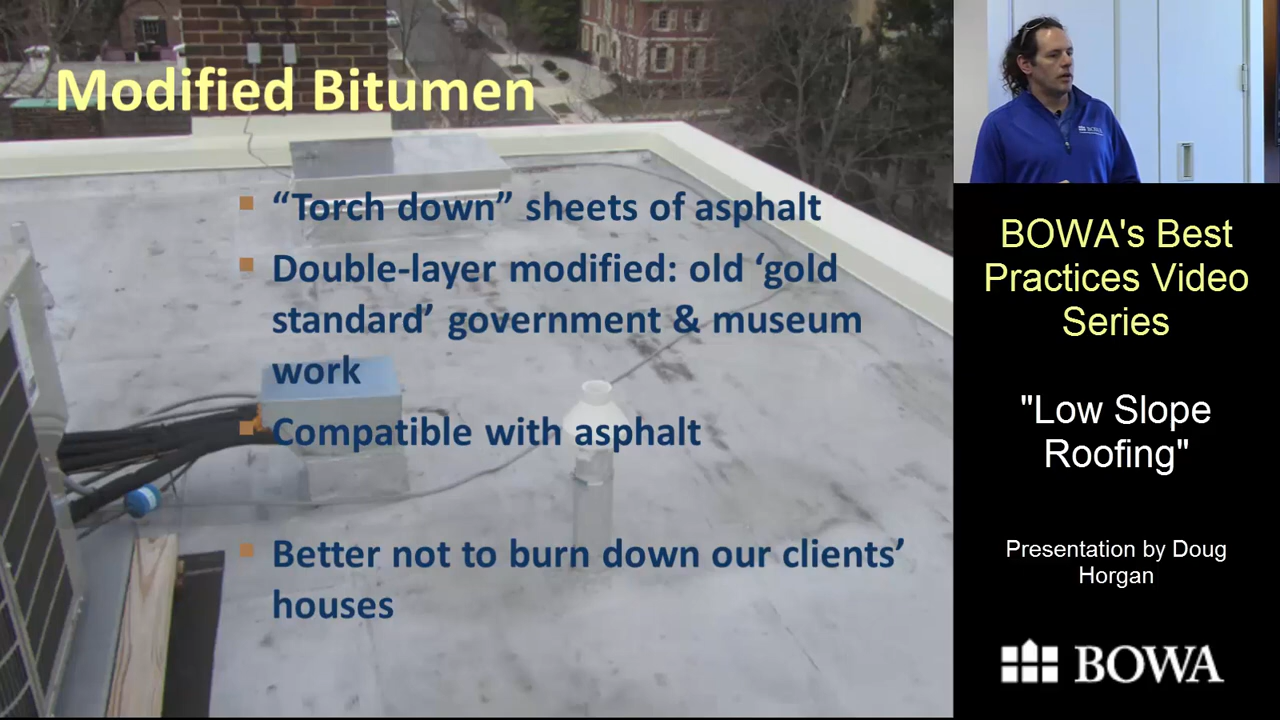 Modified Bitumen
“Torch down” sheets of asphalt
Double-layer modified: old ‘gold
standard’ government & museum
work
Compatible with asphalt
Better not to burn down our clients’
houses
BOWA
BOWA's Best
Practices Video
Series
"Low Slope
Roofing"
Presentation by Doug
Horgan
BOWA